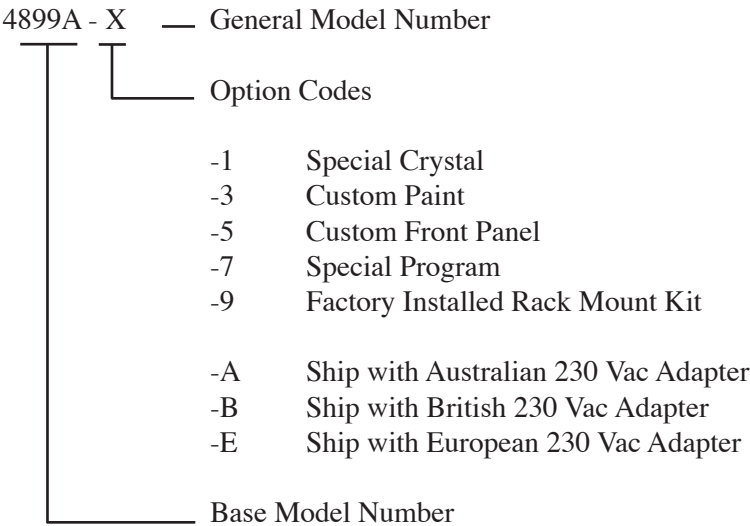 4899A - X General Model Number
Option Codes
-1 Special Crystal
-3 Custom Paint
-5 Custom Front Panel
-7 Special Program
-9 Factory Installed Rack Mount Kit
-A Ship with Australian 230 Vac Adapter
-B Ship with British 230 Vac Adapter
-E Ship with European 230 Vac Adapter
Base Model Number